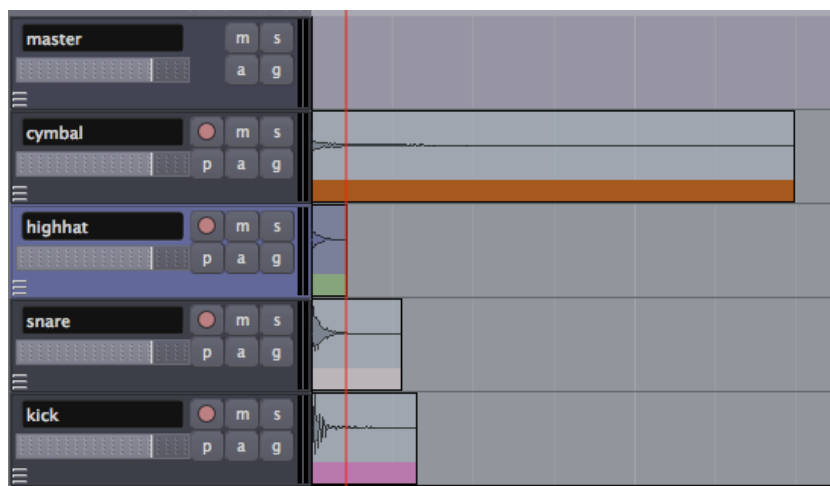 master m s
a g
cymbal m s
p a g
highhat m s
p a g
snare m s
p a g
kick m s
p a g